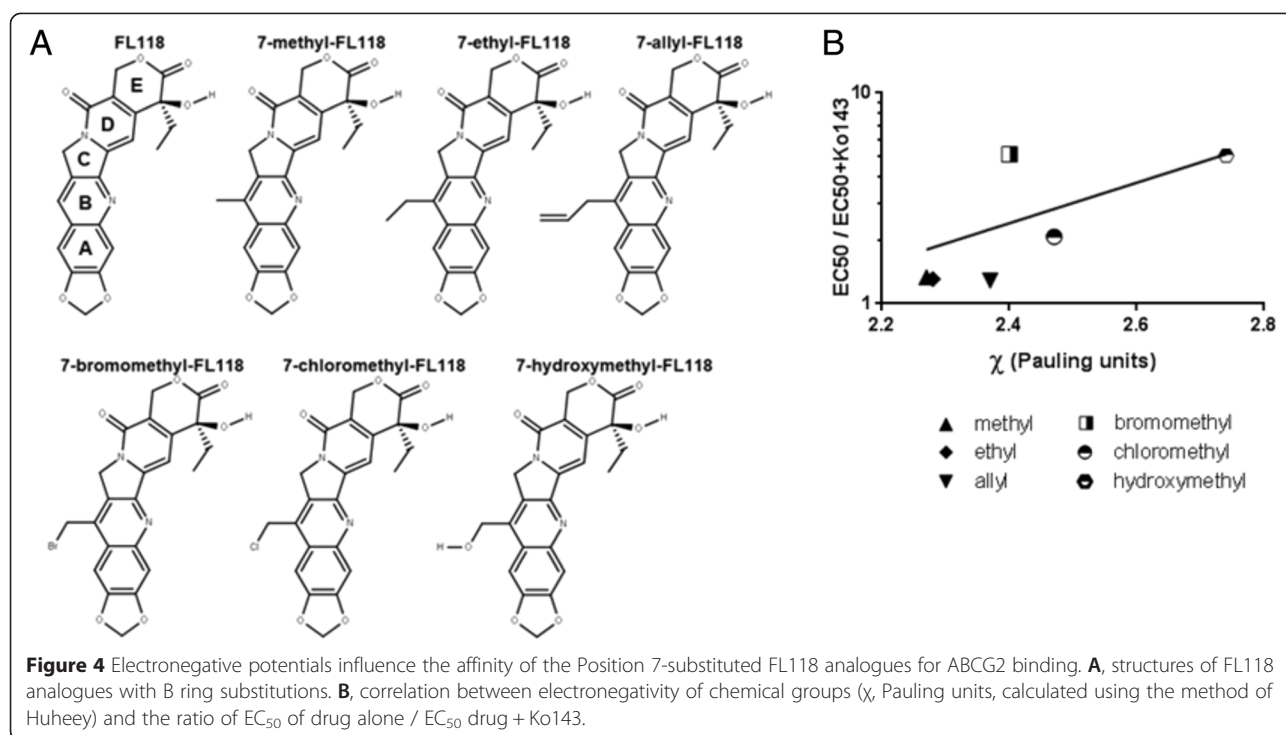 A
FL118
7-methyl-FL118
7-ethyl-FL118
7-allyl-FL118
O O O H E D N C B N A O O
O O O H N N O O
O O O H N N O O
O O O H N N O O
7-bromomethyl-FL118
7-chloromethyl-FL118
7-hydroxymethyl-FL118
O O O H N N Br O O
O O O H N N Cl O O
O O O H N N H O O O
B
EC50 / EC50+Ko143
10
1
2.2 2.4 2.6 2.8
χ (Pauling units)
methyl
ethyl
allyl
bromomethyl
chloromethyl
hydroxymethyl
Figure 4 Electronegative potentials influence the affinity of the Position 7-substituted FL118 analogues for ABCG2 binding. A, structures of FL118
analogues with B ring substitutions. B, correlation between electronegativity of chemical groups (χ, Pauling units, calculated using the method of
Huheey) and the ratio of EC50 of drug alone / EC50 drug + Ko143.